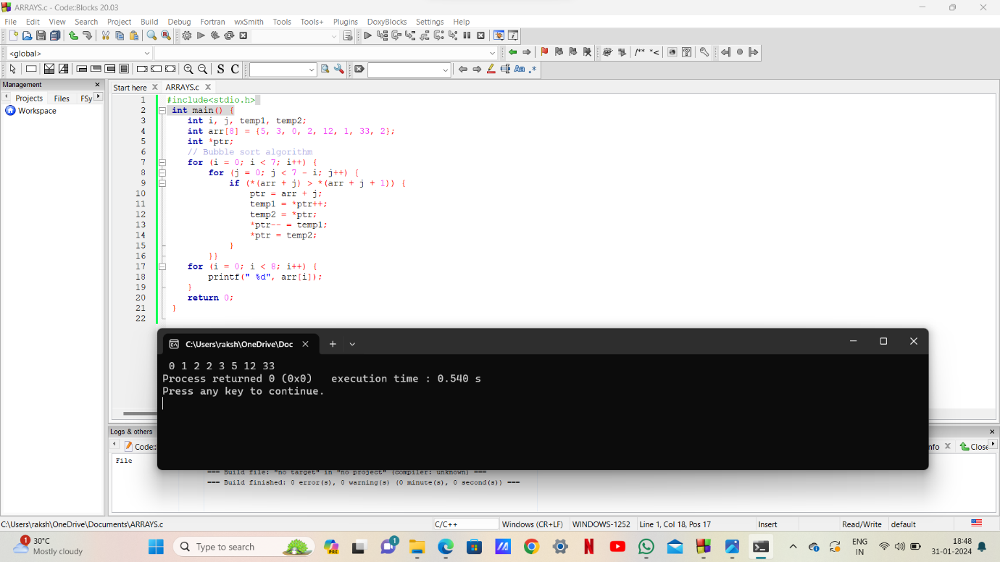 ARRAYS.c - Code::Blocks 20.03
File Edit View Search Project Build Debug Fortran wxSmith Tools Tools+ Plugins DoxyBlocks Settings Help
<global>
/** *<
S C
Aa .*
Management
Projects Files FSy
Workspace
Start here ARRAYS.c
1 #include<stdio.h>
2 int main() {
3 int i, j, temp1, temp2;
4 int arr[8] = {5, 3, 0, 2, 12, 1, 33, 2};
5 int *ptr;
6 // Bubble sort algorithm
7 for (i = 0; i < 7; i++) {
8 for (j = 0; j < 7 - i; j++) {
9 if (*(arr + j) > *(arr + j + 1)) {
10 ptr = arr + j;
11 temp1 = *ptr++;
12 temp2 = *ptr;
13 *ptr-- = temp1;
14 *ptr = temp2;
15 }
16 }}
17 for (i = 0; i < 8; i++) {
18 printf(" %d", arr[i]);
19 }
20 return 0;
21 }
22
C:\Users\raksh\OneDrive\Doc
0 1 2 2 3 5 12 33
Process returned 0 (0x0) execution time : 0.540 s
Press any key to continue.
Logs & others
Code:: nfo Close
File
=== Build file: "no target" in "no project" (compiler: unknown) ===
=== Build finished: 0 error(s), 0 warning(s) (0 minute(s), 0 second(s)) ===
C:\Users\raksh\OneDrive\Documents\ARRAYS.c C/C++ Windows (CR+LF) WINDOWS-1252 Line 1, Col 18, Pos 17 Insert Read/Write default
1 30°C
Mostly cloudy
Type to search
PRE
1
ENG
IN
18:48
31-01-2024